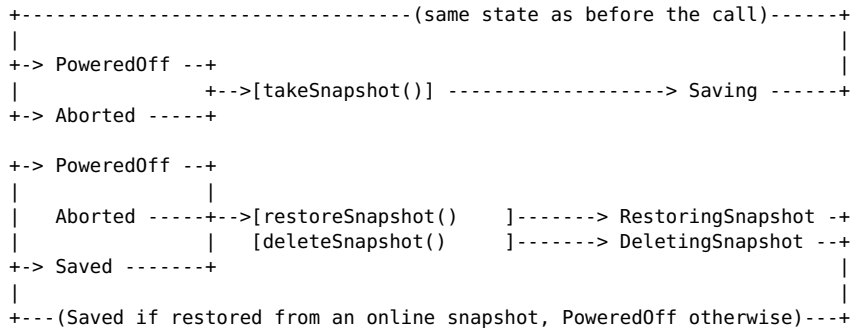 +---------------------------------(same state as before the call)------+
|                                                                      |
+-> PoweredOff --+                                                     |
|                +-->[takeSnapshot()] -------------------> Saving ------+
+-> Aborted -----+

+-> PoweredOff --+
|                |
|   Aborted -----+-->[restoreSnapshot()    ]-------> RestoringSnapshot -+
|                |   [deleteSnapshot()     ]-------> DeletingSnapshot --+
+-> Saved -------+                                                     |
|                                                                      |
+---(Saved if restored from an online snapshot, PoweredOff otherwise)---+